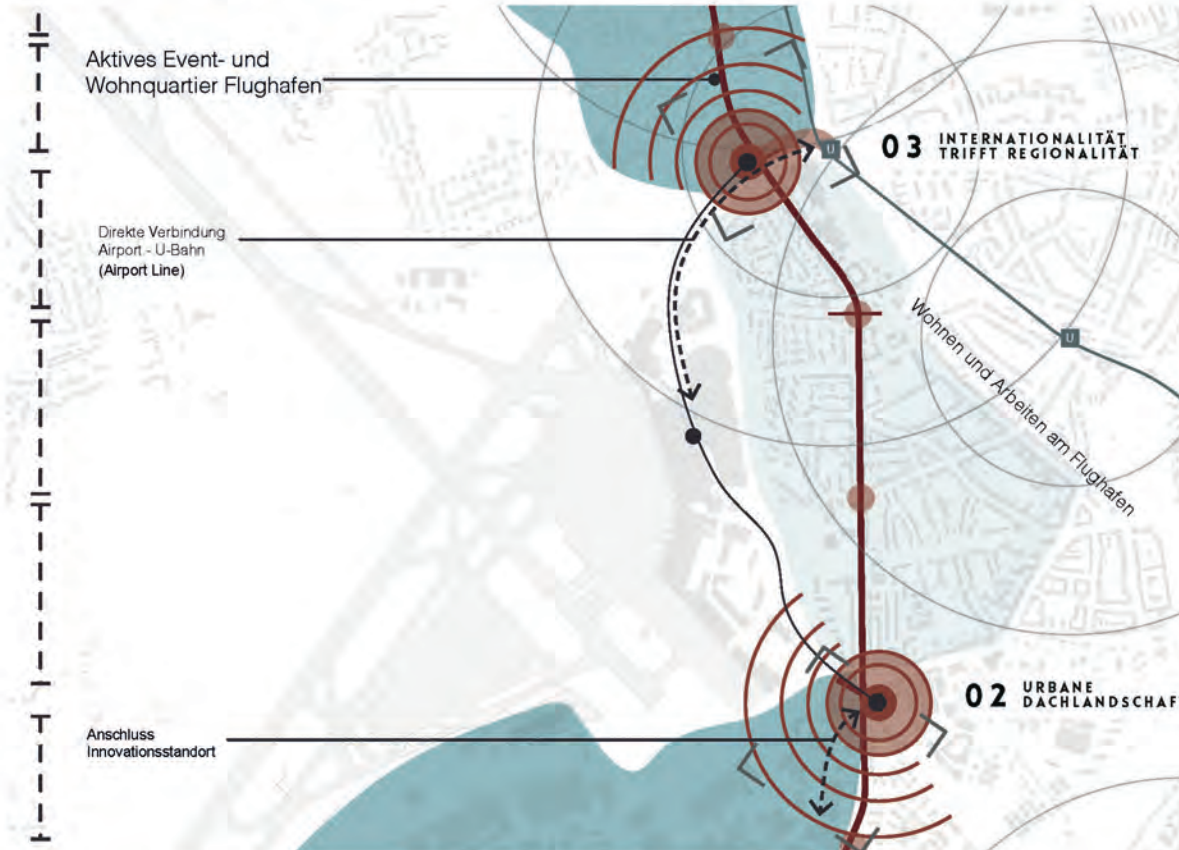 Aktives Event- und
Wohnquartier Flughafen
03 INTERNATIONALITÄT
TRIFFT REGIONALITÄT
U
Direkte Verbindung
Airport - U-Bahn
(Airport Line)
U
Wohnen und Arbeiten am Flughafen
02 URBANE
DACHLANDSCHAF
Anschluss
Innovationsstandort